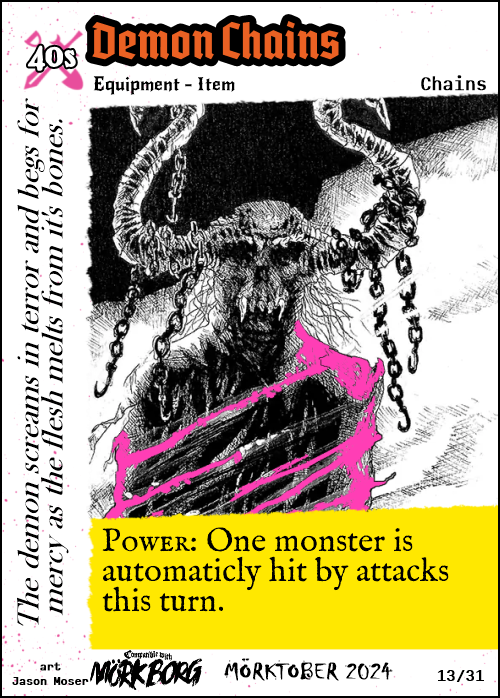 40s
Demon Chains
Equipment - Item
Chains
The demon screams in terror and begs for
mercy as the flesh melts from it's bones.
Power: One monster is
automaticly hit by attacks
this turn.
art
Jason Moser
Compatible with
MÖRK BORG
MÖRKTOBER 2024
13/31